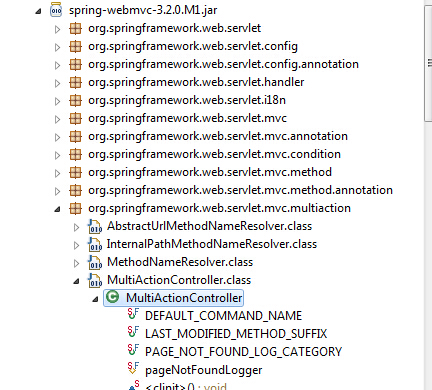 spring-webmvc-3.2.0.M1.jar
org.springframework.web.servlet
org.springframework.web.servlet.config
org.springframework.web.servlet.config.annotation
org.springframework.web.servlet.handler
org.springframework.web.servlet.i18n
org.springframework.web.servlet.mvc
org.springframework.web.servlet.mvc.annotation
org.springframework.web.servlet.mvc.condition
org.springframework.web.servlet.mvc.method
org.springframework.web.servlet.mvc.method.annotation
org.springframework.web.servlet.mvc.multiaction
AbstractUrlMethodNameResolver.class
InternalPathMethodNameResolver.class
MethodNameResolver.class
MultiActionController.class
MultiActionController
DEFAULT_COMMAND_NAME
LAST_MODIFIED_METHOD_SUFFIX
PAGE_NOT_FOUND_LOG_CATEGORY
pageNotFoundLogger
<clinit>() : void